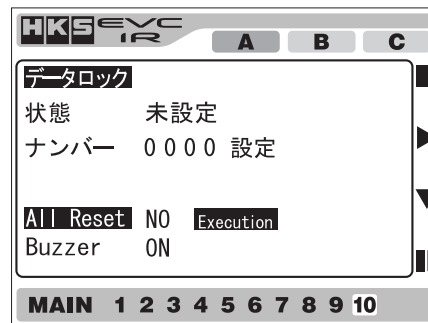 HKS EVC
IR
A B C
データロック
状態 未設定
ナンバー 0000 設定
All Reset NO Execution
Buzzer ON
MAIN 1 2 3 4 5 6 7 8 9 10